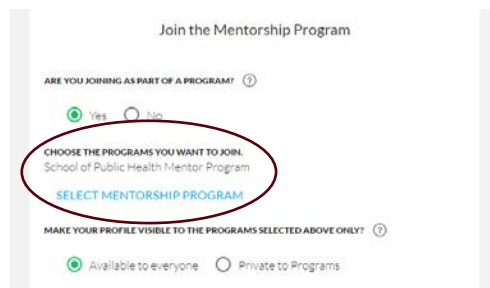 Join the Mentorship Program
ARE YOU JOINING AS PART OF A PROGRAM? ?
Yes No
CHOOSE THE PROGRAMS YOU WANT TO JOIN.
School of Public Health Mentor Program
SELECT MENTORSHIP PROGRAM
MAKE YOUR PROFILE VISIBLE TO THE PROGRAMS SELECTED ABOVE ONLY? ?
Available to everyone Private to Programs